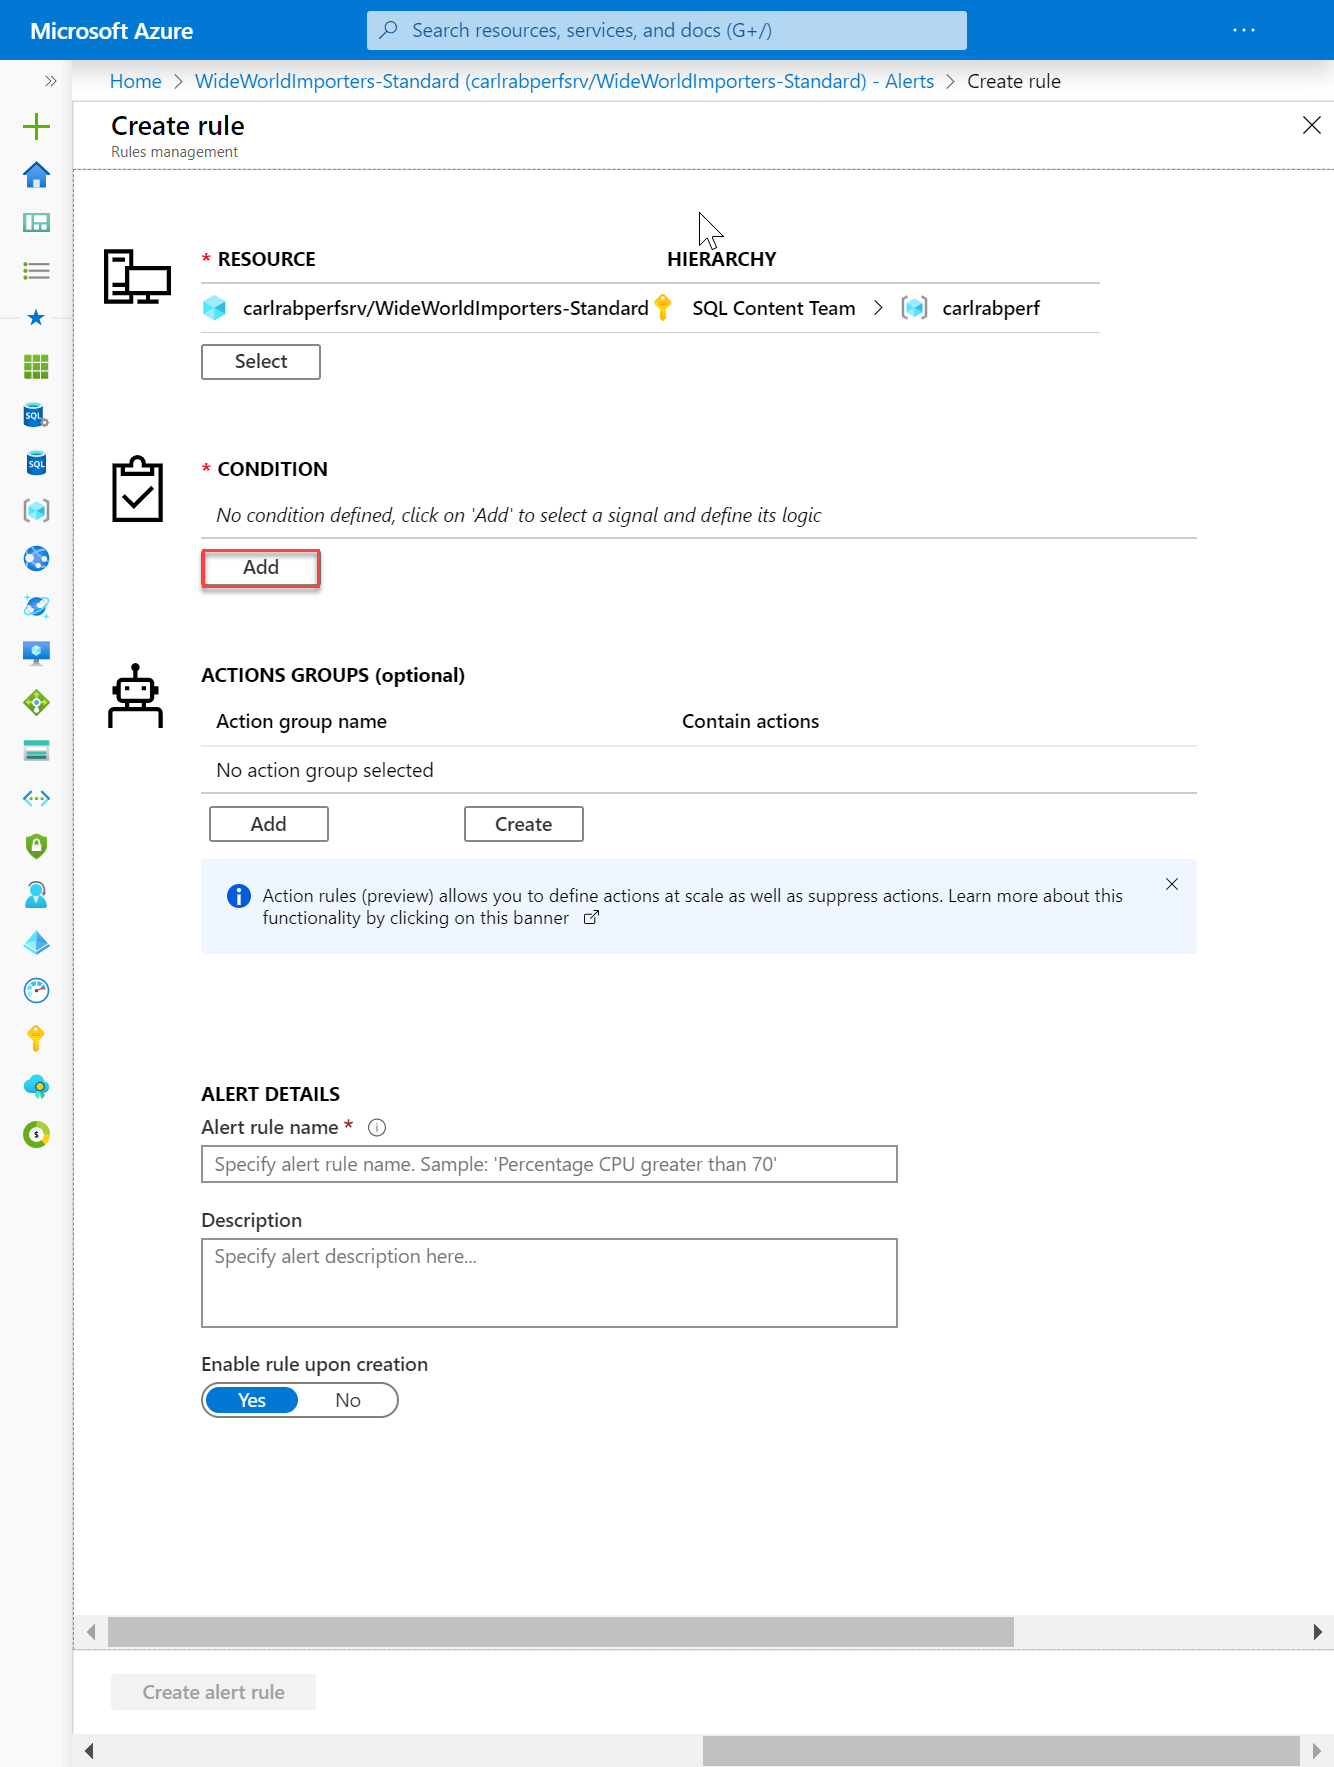 Microsoft Azure
Search resources, services, and docs (G+/)
Home > WideWorldImporters-Standard (carlrabperfsrv/WideWorldImporters-Standard) - Alerts > Create rule
Create rule
Rules management
* RESOURCE HIERARCHY
carlrabperfsrv/WideWorldImporters-Standard SQL Content Team > carlrabperf
Select
* CONDITION
No condition defined, click on 'Add' to select a signal and define its logic
Add
ACTIONS GROUPS (optional)
Action group name Contain actions
No action group selected
Add Create
Action rules (preview) allows you to define actions at scale as well as suppress actions. Learn more about this
functionality by clicking on this banner
ALERT DETAILS
Alert rule name *
Specify alert rule name. Sample: 'Percentage CPU greater than 70'
Description
Specify alert description here...
Enable rule upon creation
Yes No
Create alert rule